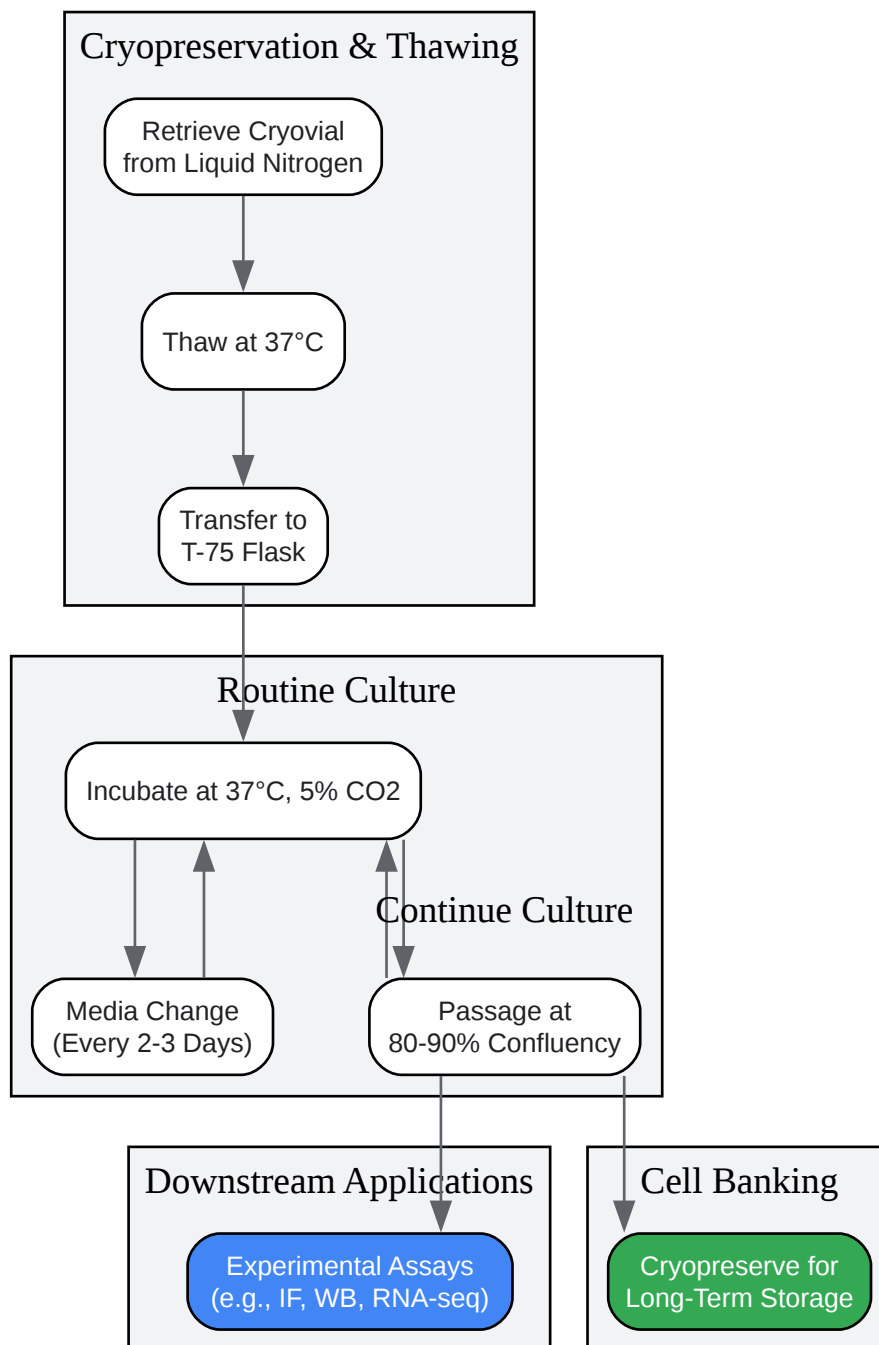 Cryopreservation & Thawing
Retrieve Cryovial
from Liquid Nitrogen
Thaw at 37°C
Transfer to
T-75 Flask
Routine Culture
Incubate at 37°C, 5% CO2
Continue Culture
Media Change
(Every 2-3 Days)
Passage at
80-90% Confluency
Downstream Applications
Experimental Assays
(e.g., IF, WB, RNA-seq)
Cell Banking
Cryopreserve for
Long-Term Storage